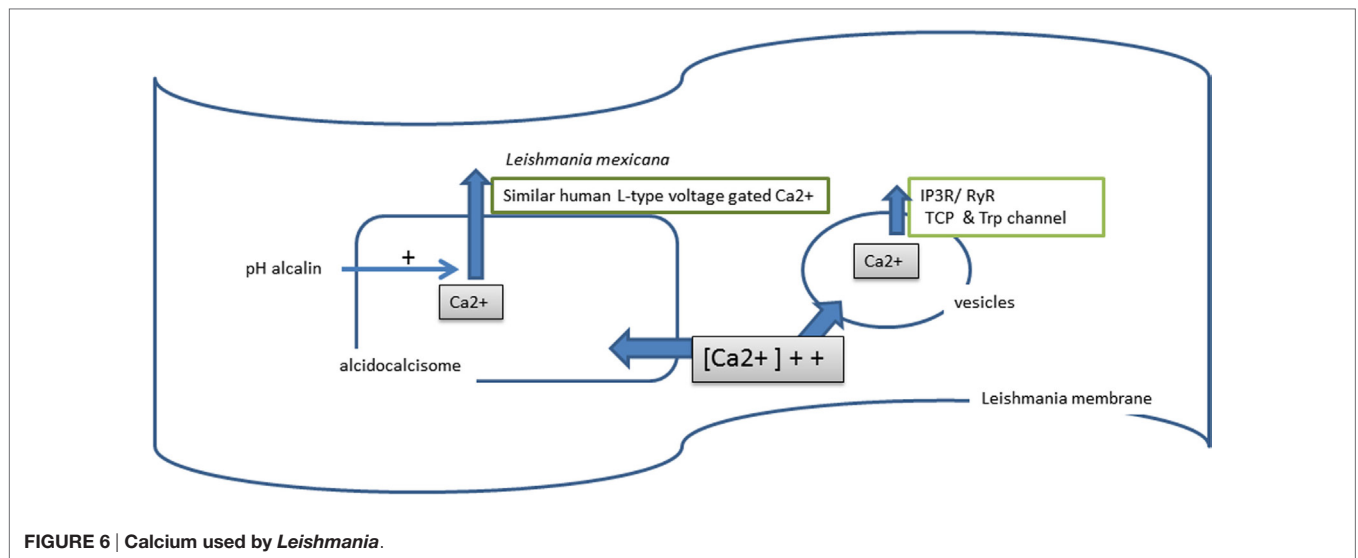 Leishmania mexicana
Similar human L-type voltage gated Ca2+
IP3R/ RyR
TCP & Trp channel
pH alcalin
+
Ca2+
Ca2+
vesicles
alcidocalcisome
[Ca2+ ] + +
Leishmania membrane
FIGURE 6 | Calcium used by Leishmania.